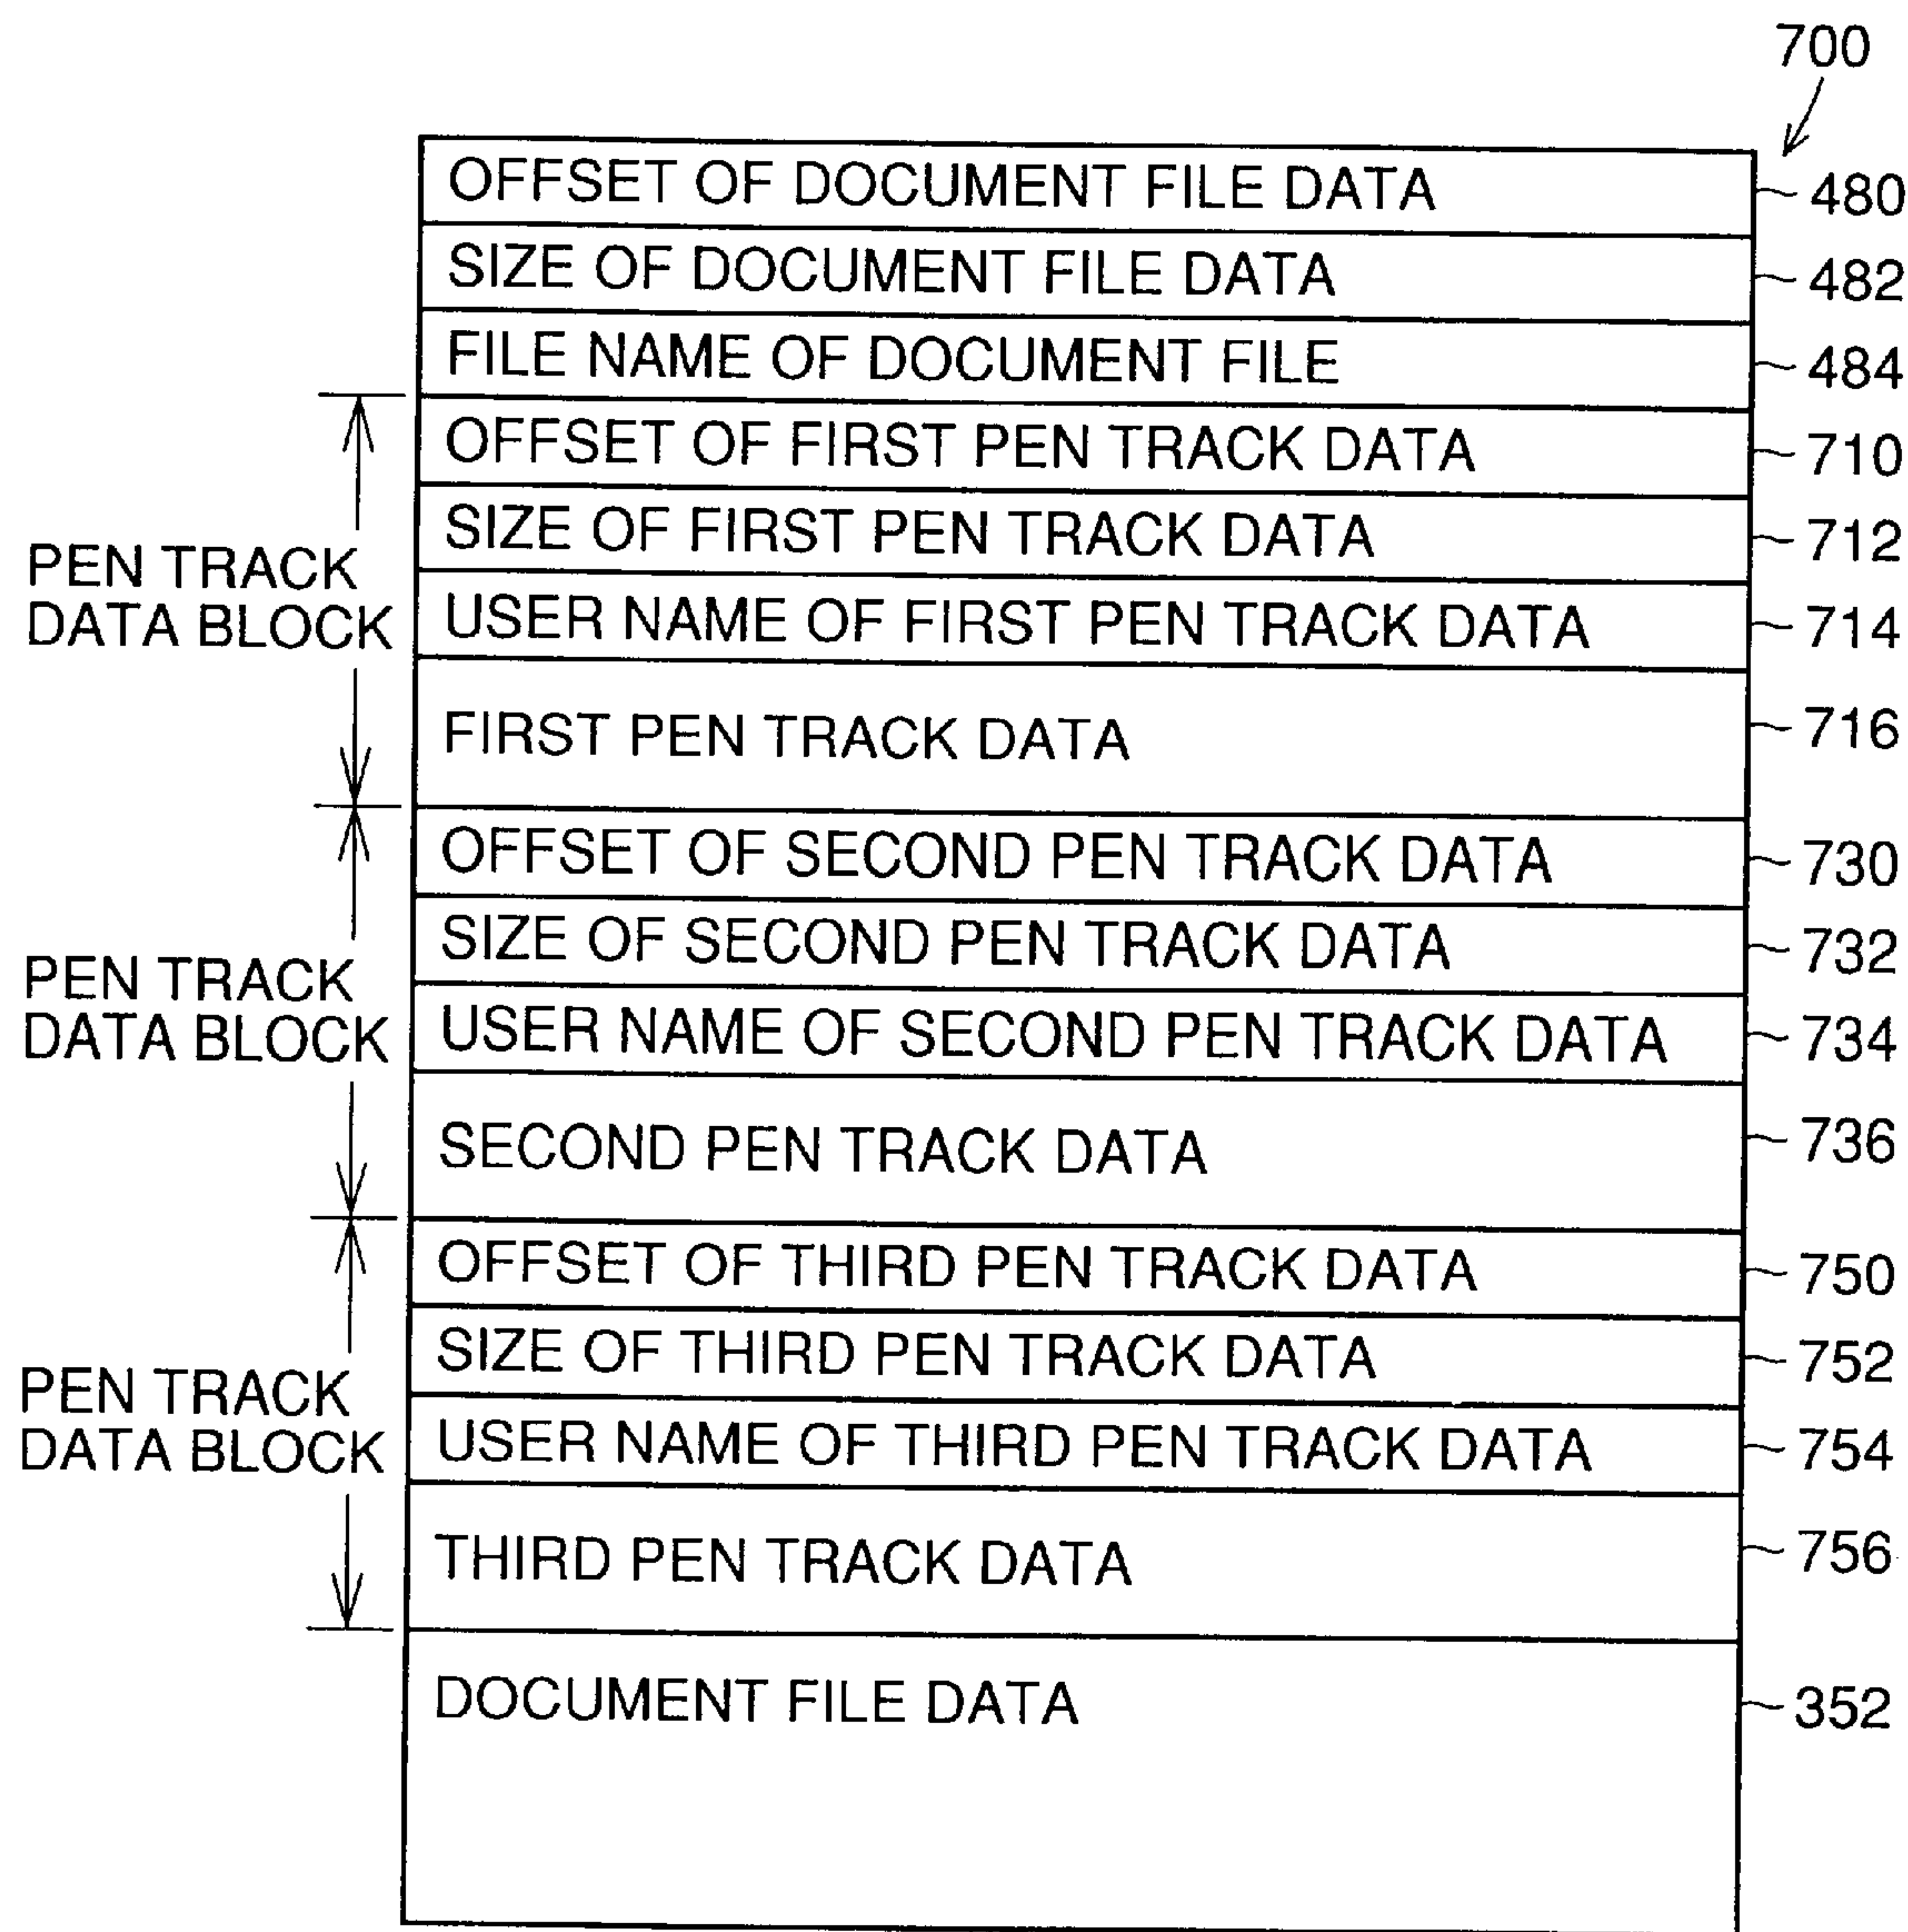 700
OFFSET OF DOCUMENT FILE DATA 480
SIZE OF DOCUMENT FILE DATA 482
FILE NAME OF DOCUMENT FILE 484
OFFSET OF FIRST PEN TRACK DATA 710
SIZE OF FIRST PEN TRACK DATA 712
PEN TRACK
DATA BLOCK
USER NAME OF FIRST PEN TRACK DATA 714
FIRST PEN TRACK DATA 716
OFFSET OF SECOND PEN TRACK DATA 730
SIZE OF SECOND PEN TRACK DATA 732
PEN TRACK
DATA BLOCK
USER NAME OF SECOND PEN TRACK DATA 734
SECOND PEN TRACK DATA 736
OFFSET OF THIRD PEN TRACK DATA 750
SIZE OF THIRD PEN TRACK DATA 752
PEN TRACK
DATA BLOCK
USER NAME OF THIRD PEN TRACK DATA 754
THIRD PEN TRACK DATA 756
DOCUMENT FILE DATA 352